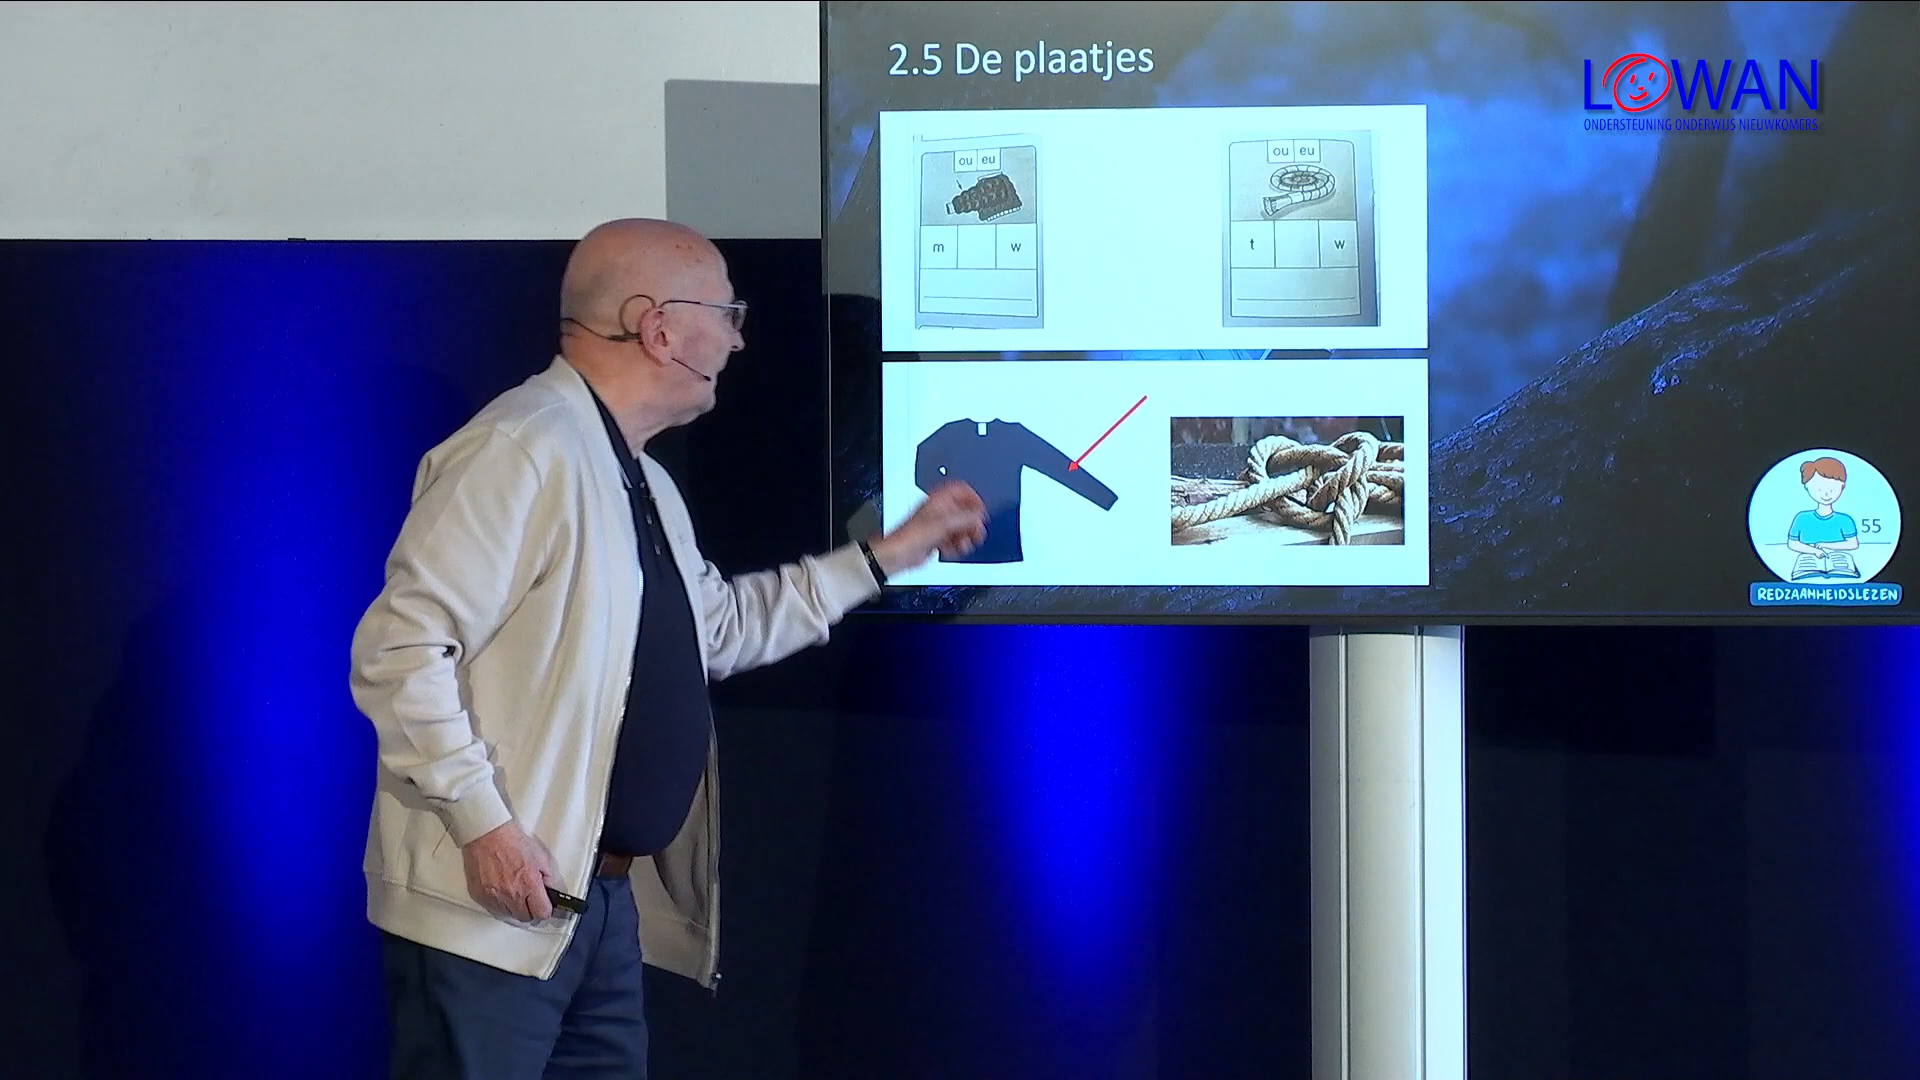 2.5 De plaatjes
LOWAN
ONDERSTEUNING ONDERWIJS NIEUWKOMERS
ou eu
m w
ou eu
t w
55
REDZAAMHEIDSLEZEN